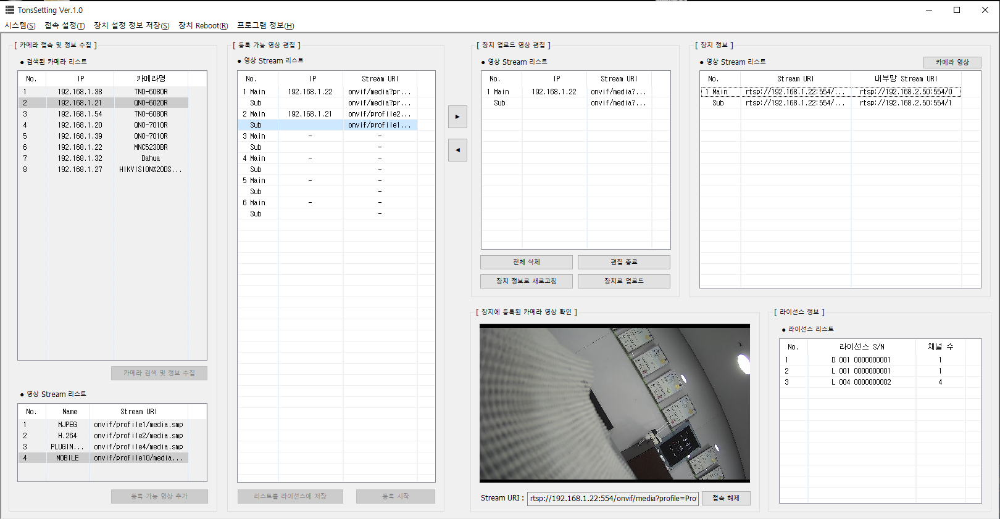 TonsSetting Ver.1.0
시스템(S) 접속 설정(T) 장치 설정 정보 저장(S) 장치 Reboot(R) 프로그램 정보(H)
[ 카메라 접속 및 정보 수집 ]
● 검색된 카메라 리스트
No. IP 카메라명
1 192.168.1.38 TND-6080R
2 192.168.1.21 QNO-6020R
3 192.168.1.54 TNO-6080R
4 192.168.1.20 QNO-7010R
5 192.168.1.39 QNO-7010R
6 192.168.1.22 MNC5230BR
7 192.168.1.32 Dahua
8 192.168.1.27 HIKVISION%20DS...
카메라 검색 및 정보 수집
● 영상 Stream 리스트
No. Name Stream URI
1 MJPEG onvif/profile1/media.smp
2 H.264 onvif/profile2/media.smp
3 PLUGIN... onvif/profile4/media.smp
4 MOBILE onvif/profile10/media...
등록 가능 영상 추가
[ 등록 가능 영상 편집 ]
● 영상 Stream 리스트
No. IP Stream URI
1 Main 192.168.1.22 onvif/media?pr...
Sub onvif/media?pr...
2 Main 192.168.1.21 onvif/profile2...
Sub onvif/profile1...
3 Main - -
Sub -
4 Main - -
Sub -
5 Main - -
Sub -
6 Main - -
Sub -
리스트를 라이선스에 저장 등록 시작
▶
◀
[ 장치 업로드 영상 편집 ]
● 영상 Stream 리스트
No. IP Stream URI
1 Main 192.168.1.22 onvif/media?...
Sub onvif/media?...
전체 삭제 편집 종료
장치 정보로 새로고침 장치로 업로드
[ 장치 정보 ]
● 영상 Stream 리스트 카메라 영상
No. Stream URI 내부망 Stream URI
1 Main rtsp://192.168.1.22:554/... rtsp://192.168.2.50:554/0
Sub rtsp://192.168.1.22:554/... rtsp://192.168.2.50:554/1
[ 장치에 등록된 카메라 영상 확인 ]
Stream URI : rtsp://192.168.1.22:554/onvif/media?profile=Pro 접속 해제
[ 라이선스 정보 ]
● 라이선스 리스트
No. 라이선스 S/N 채널 수
1 D 001 0000000001 1
2 L 001 0000000001 1
3 L 004 0000000002 4